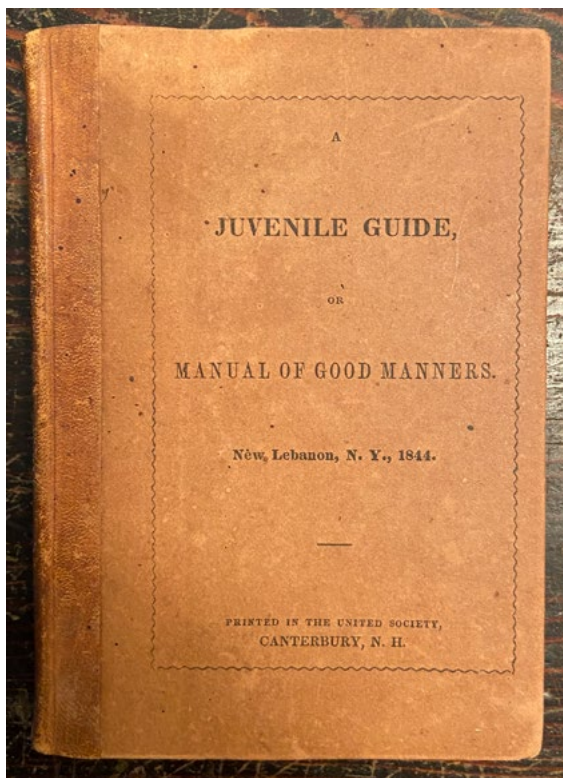 A
JUVENILE GUIDE,
OR
MANUAL OF GOOD MANNERS.
New Lebanon, N. Y., 1844.
PRINTED IN THE UNITED SOCIETY,
CANTERBURY, N. H.